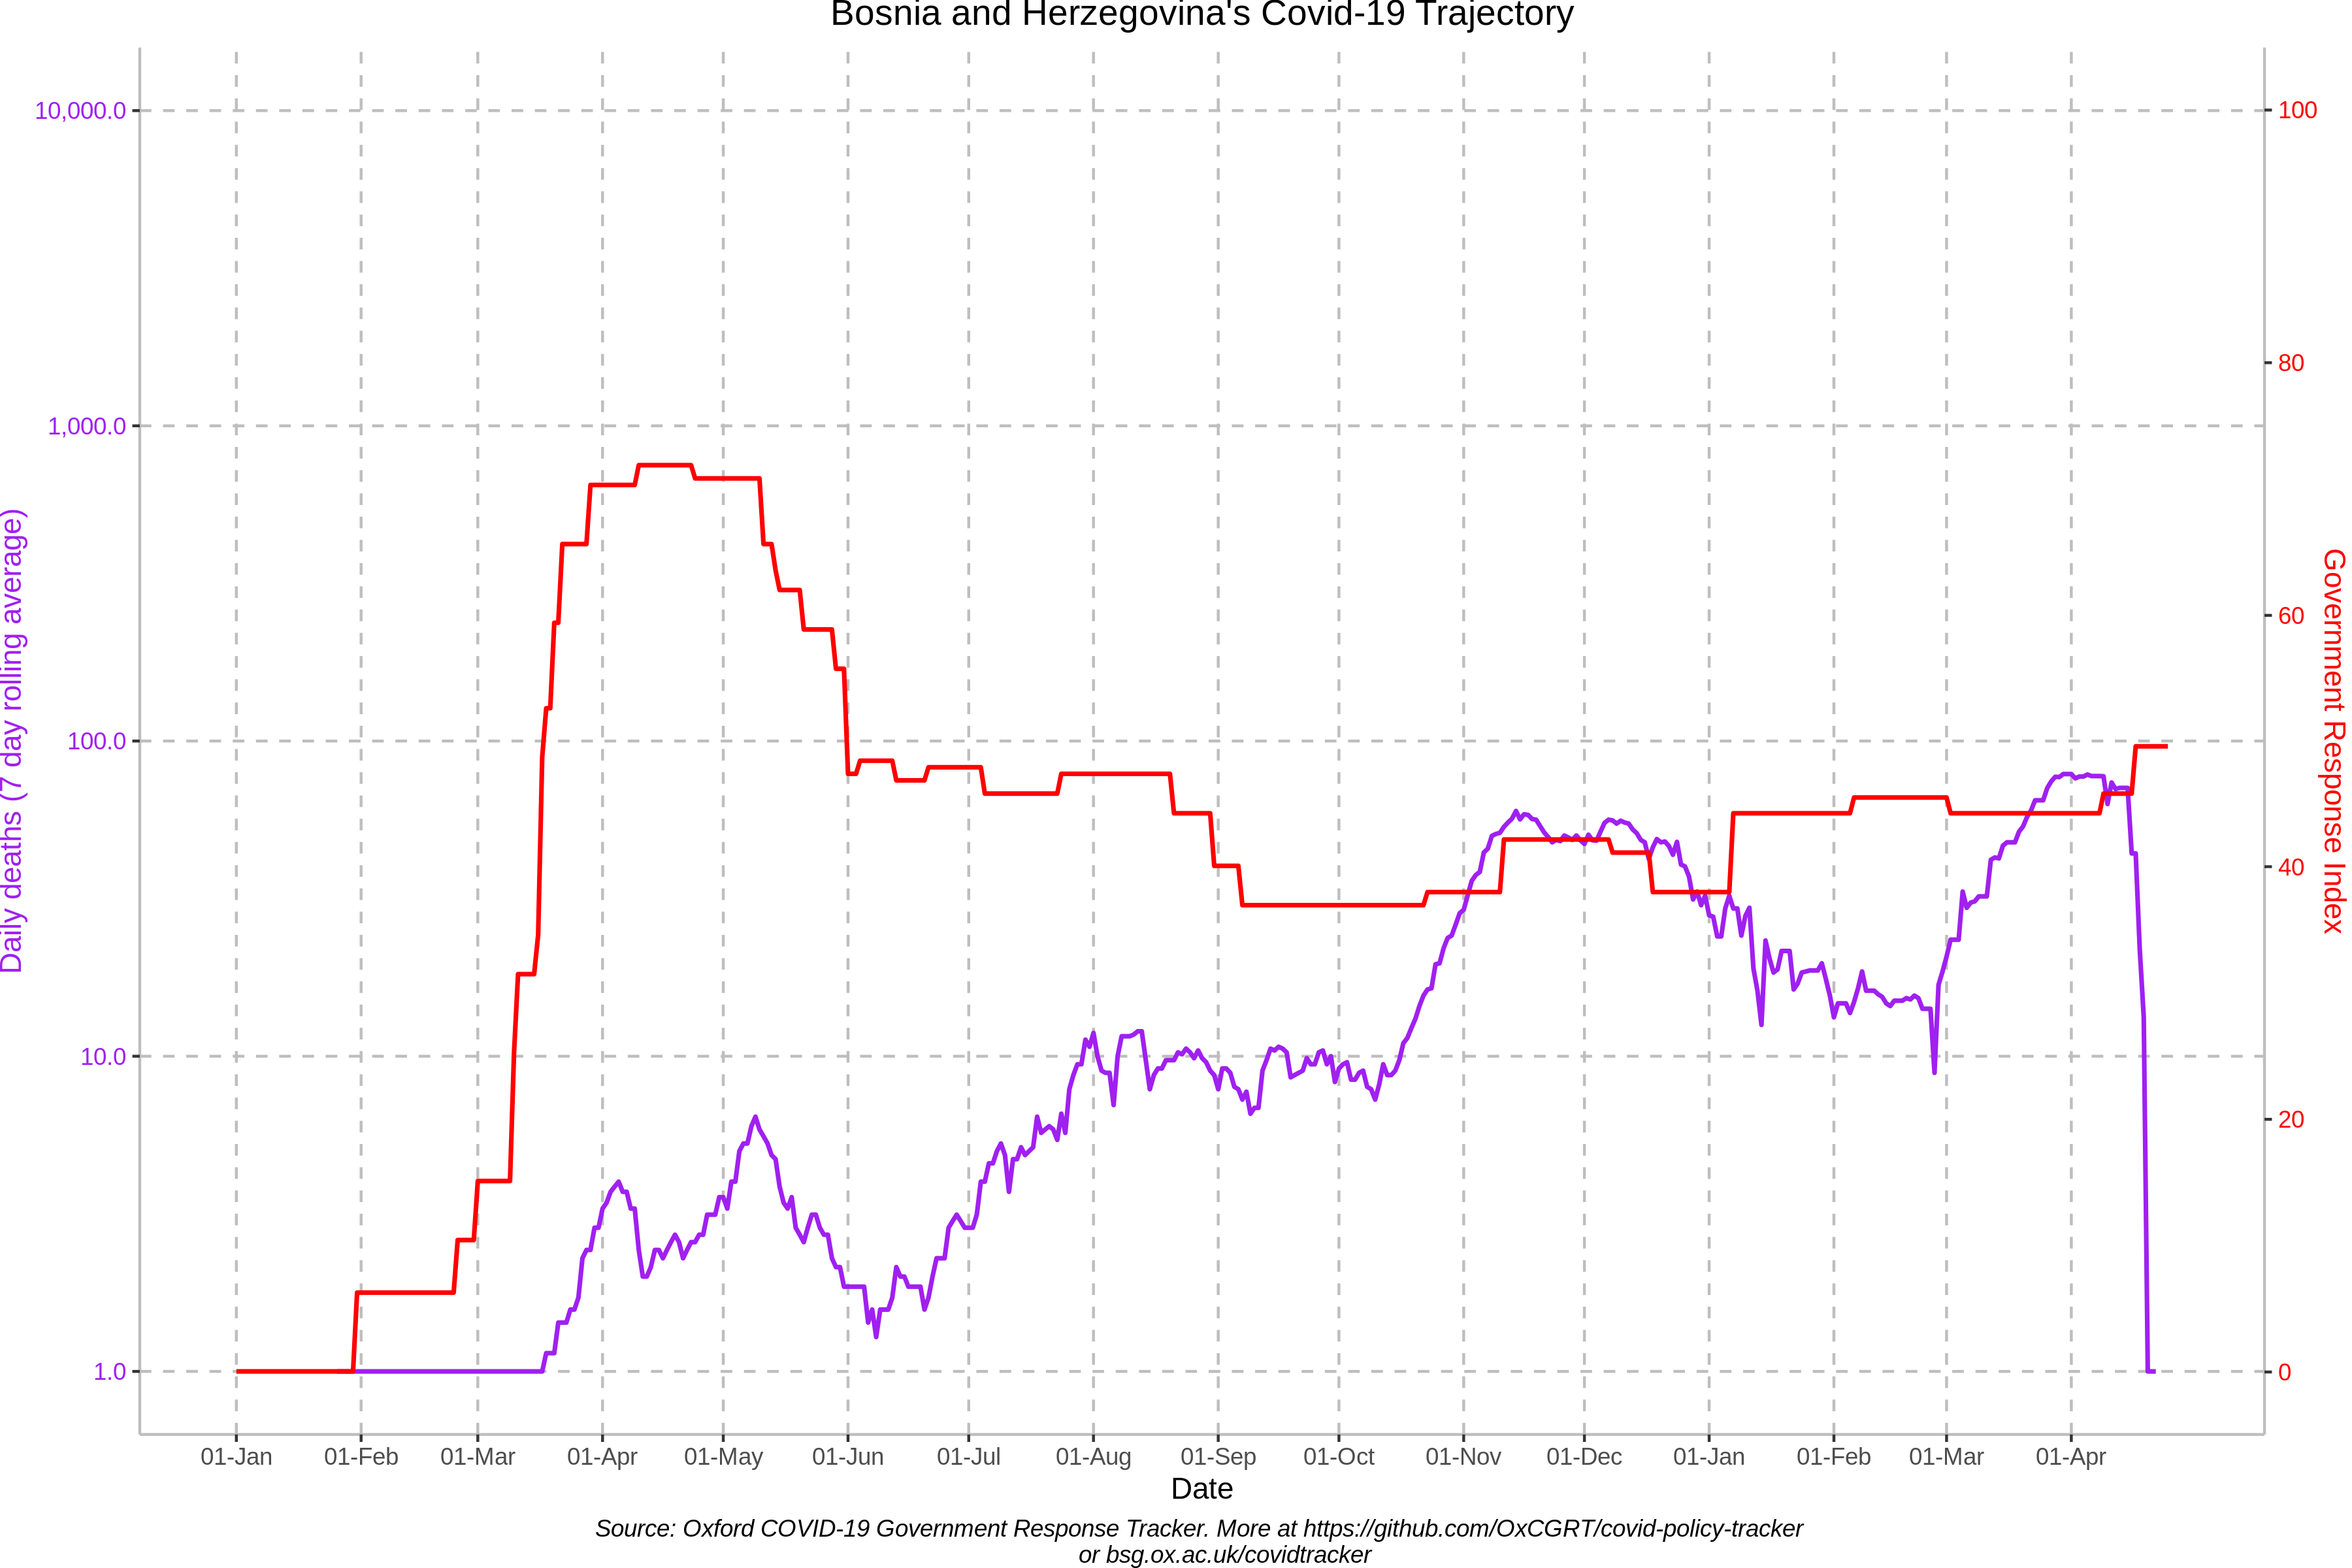 Bosnia and Herzegovina's Covid-19 Trajectory
Daily deaths (7 day rolling average)
10,000.0
1,000.0
100.0
10.0
1.0
100
80
60
40
20
0
Government Response Index
01-Jan 01-Feb 01-Mar 01-Apr 01-May 01-Jun 01-Jul 01-Aug 01-Sep 01-Oct 01-Nov 01-Dec 01-Jan 01-Feb 01-Mar 01-Apr
Date
Source: Oxford COVID-19 Government Response Tracker. More at https://github.com/OxCGRT/covid-policy-tracker
or bsg.ox.ac.uk/covidtracker